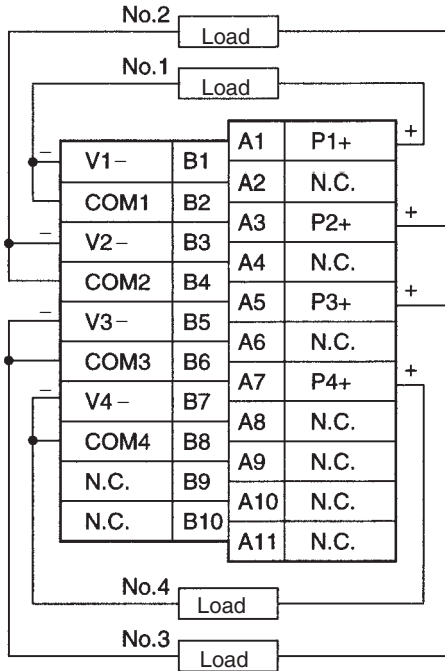 No.2 Load
No.1 Load
A1 P1+ +
− V1− B1
A2 N.C.
COM1 B2
A3 P2+ +
− V2− B3
A4 N.C.
COM2 B4
A5 P3+ +
− V3− B5
A6 N.C.
COM3 B6
A7 P4+ +
− V4− B7
A8 N.C.
COM4 B8
A9 N.C.
N.C. B9
A10 N.C.
N.C. B10
A11 N.C.
No.4 Load
No.3 Load